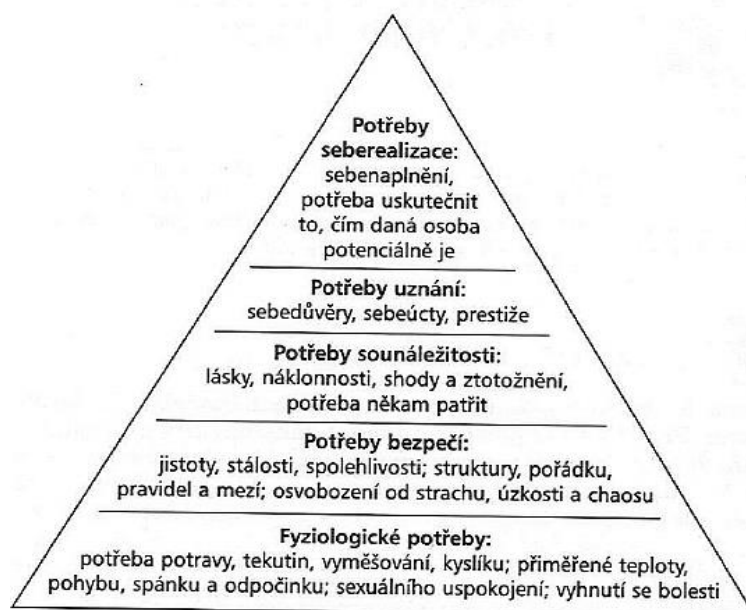 Potřeby
seberealizace:
sebenaplnění,
potřeba uskutečnit
to, čím daná osoba
potenciálně je
Potřeby uznání:
sebedůvěry, sebeúcty, prestiže
Potřeby sounáležitosti:
lásky, náklonnosti, shody a ztotožnění,
potřeba někam patřit
Potřeby bezpečí:
jistoty, stálosti, spolehlivosti; struktury, pořádku,
pravidel a mezí; osvobození od strachu, úzkosti a chaosu
Fyziologické potřeby:
potřeba potravy, tekutin, vyměšování, kyslíku; přiměřené teploty,
pohybu, spánku a odpočinku; sexuálního uspokojení; vyhnutí se bolesti